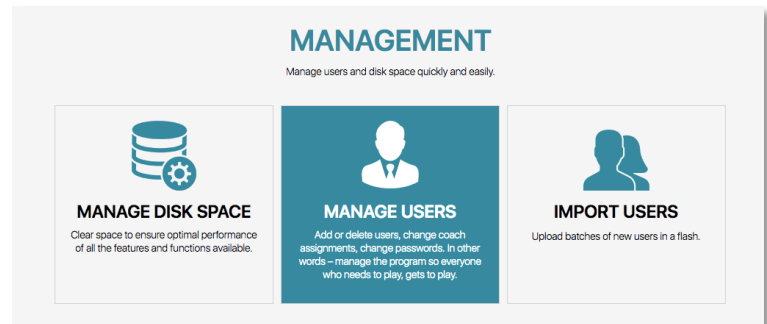 MANAGEMENT
Manage users and disk space quickly and easily.
MANAGE DISK SPACE
Clear space to ensure optimal performance
of all the features and functions available.
MANAGE USERS
Add or delete users, change coach
assignments, change passwords. In other
words – manage the program so everyone
who needs to play, gets to play.
IMPORT USERS
Upload batches of new users in a flash.